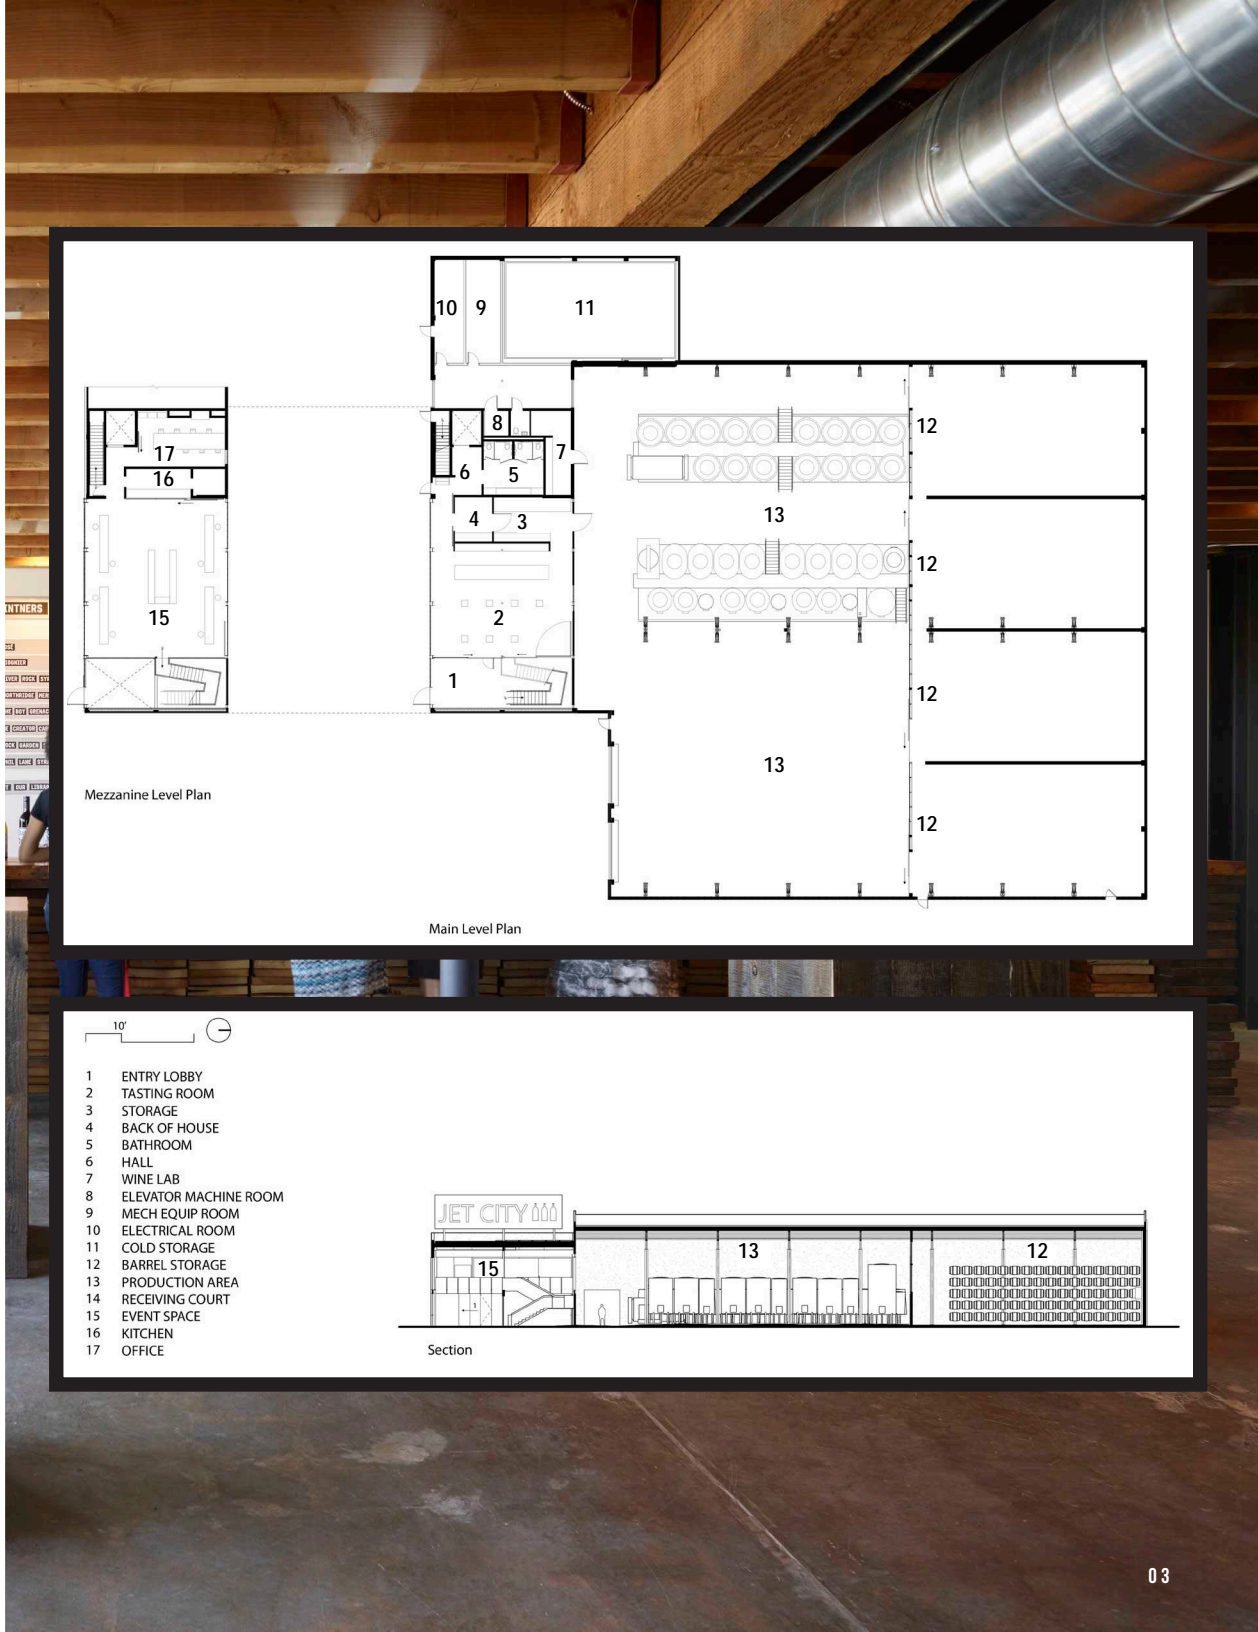 10 9 11
8
12
17
16
7
6 5
4 3
13
12
15
2
1
12
13
12
Mezzanine Level Plan
Main Level Plan
INTNERS
10'
1 ENTRY LOBBY
2 TASTING ROOM
3 STORAGE
4 BACK OF HOUSE
5 BATHROOM
6 HALL
7 WINE LAB
8 ELEVATOR MACHINE ROOM
9 MECH EQUIP ROOM
10 ELECTRICAL ROOM
11 COLD STORAGE
12 BARREL STORAGE
13 PRODUCTION AREA
14 RECEIVING COURT
15 EVENT SPACE
16 KITCHEN
17 OFFICE
JET CITY
13
12
15
Section
03